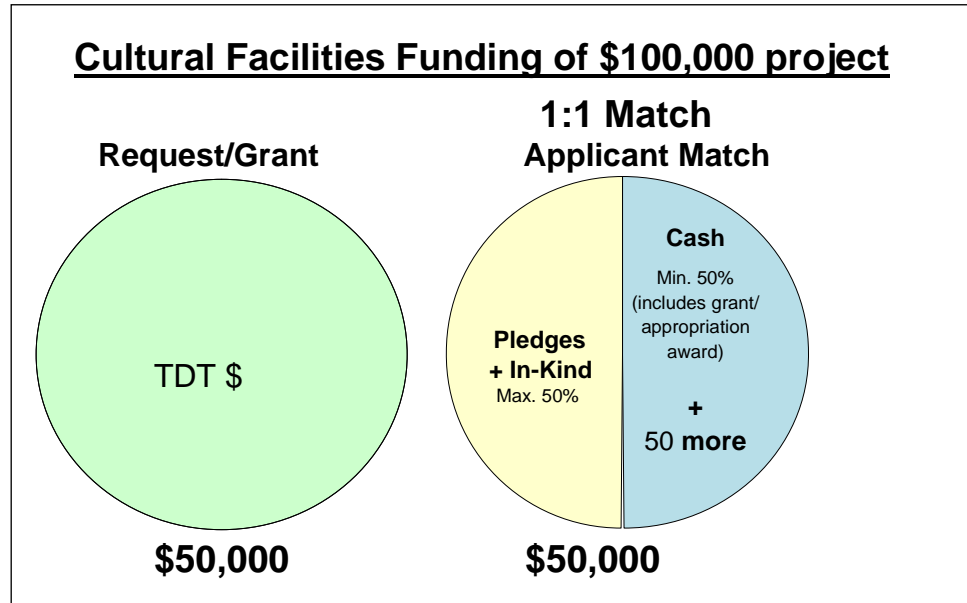 Cultural Facilities Funding of $100,000 project
1:1 Match
Request/Grant
Applicant Match
TDT $
Pledges
+ In-Kind
Max. 50%
Cash
Min. 50%
(includes grant/
appropriation
award)
+
50 more
$50,000
$50,000